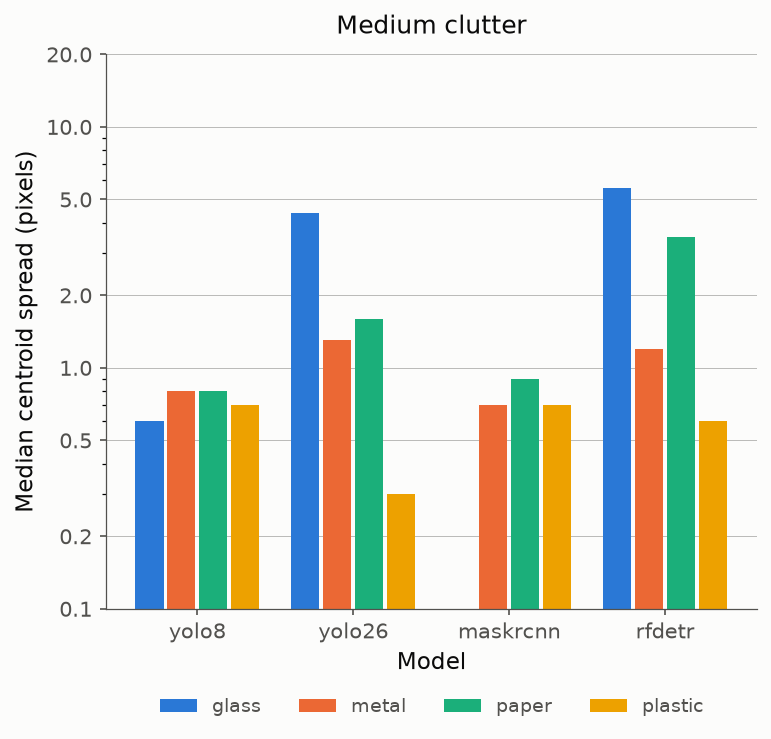 Medium clutter
20.0
10.0
5.0
2.0
1.0
0.5
0.2
0.1
Median centroid spread (pixels)
yolo8 yolo26 maskrcnn rfdetr
Model
glass metal paper plastic